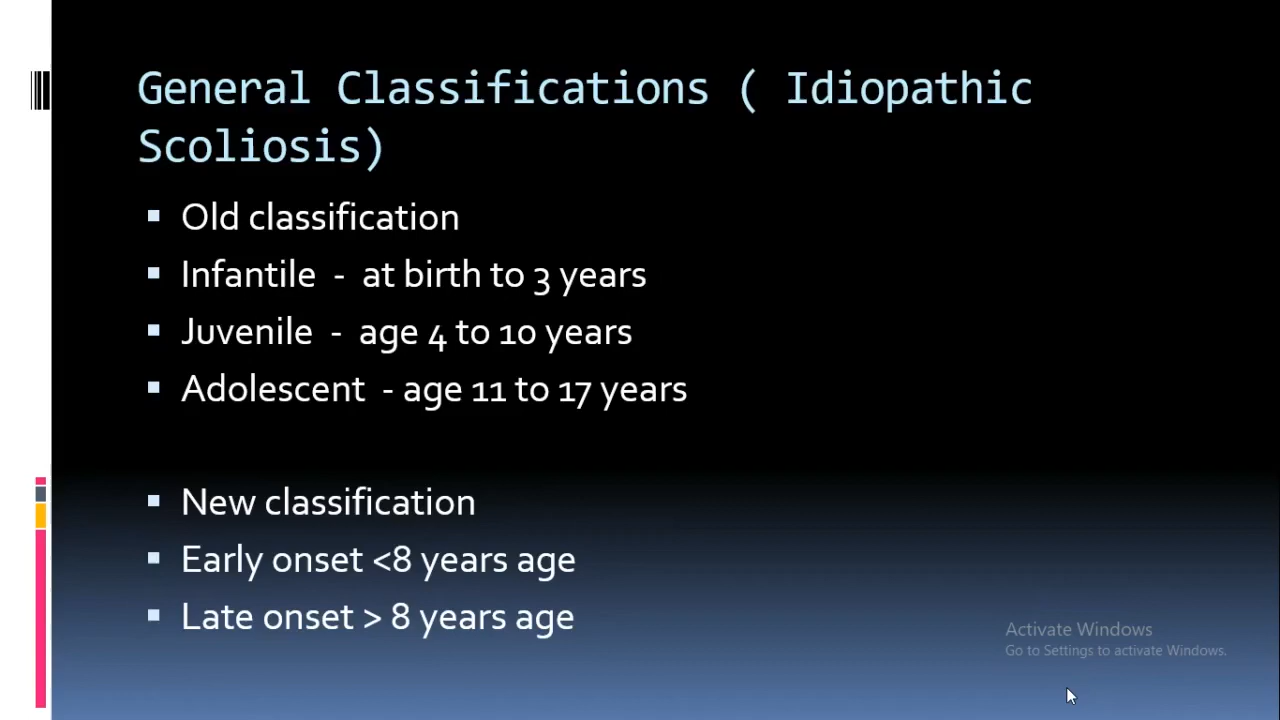 General Classifications ( Idiopathic
Scoliosis)
▪ Old classification
▪ Infantile - at birth to 3 years
▪ Juvenile - age 4 to 10 years
▪ Adolescent - age 11 to 17 years
▪ New classification
▪ Early onset <8 years age
▪ Late onset > 8 years age
Activate Windows
Go to Settings to activate Windows.